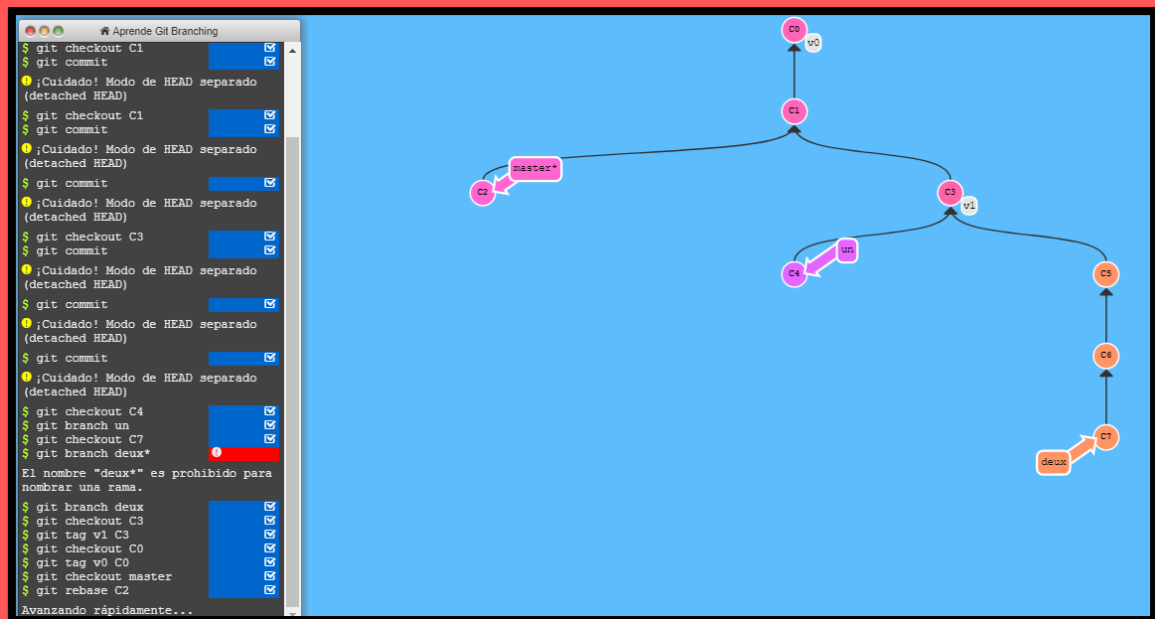 Aprende Git Branching
$ git checkout C1
$ git commit
¡Cuidado! Modo de HEAD separado
(detached HEAD)
$ git checkout C1
$ git commit
¡Cuidado! Modo de HEAD separado
(detached HEAD)
$ git commit
¡Cuidado! Modo de HEAD separado
(detached HEAD)
$ git checkout C3
$ git commit
¡Cuidado! Modo de HEAD separado
(detached HEAD)
$ git commit
¡Cuidado! Modo de HEAD separado
(detached HEAD)
$ git commit
¡Cuidado! Modo de HEAD separado
(detached HEAD)
$ git checkout C4
$ git branch un
$ git checkout C7
$ git branch deux*
El nombre "deux*" es prohibido para
nombrar una rama.
$ git branch deux
$ git checkout C3
$ git tag v1 C3
$ git checkout C0
$ git tag v0 C0
$ git checkout master
$ git rebase C2
Avanzando rápidamente...
C0
v0
C1
master*
C2
C3
v1
un
C4
C5
C6
C7
deux